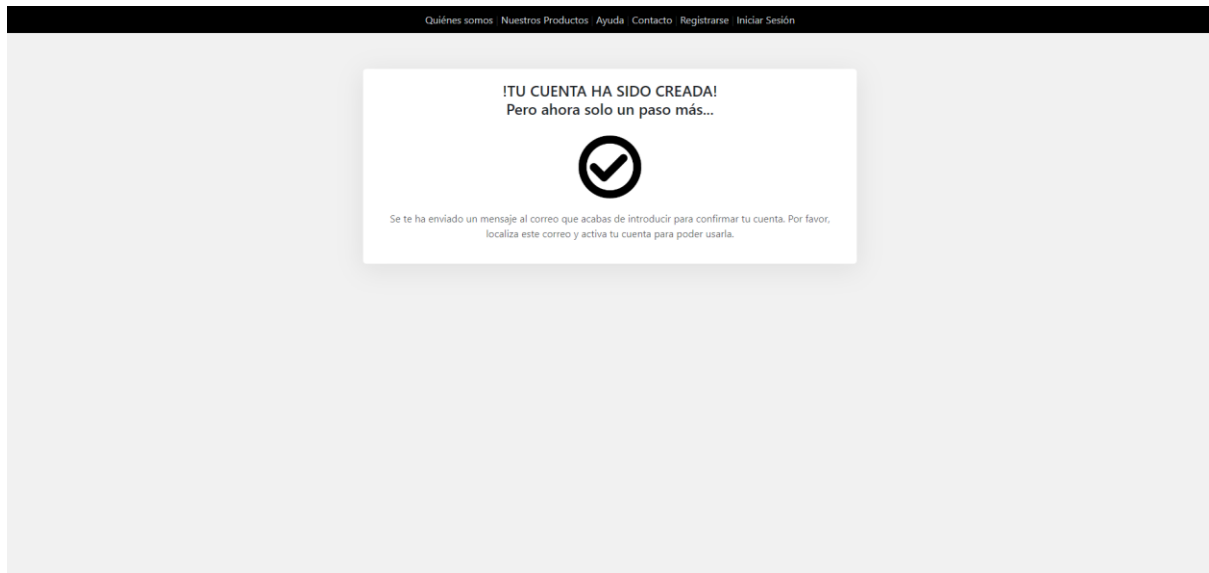 Quiénes somos | Nuestros Productos | Ayuda | Contacto | Registrarse | Iniciar Sesión
!TU CUENTA HA SIDO CREADA!
Pero ahora solo un paso más...
Se te ha enviado un mensaje al correo que acabas de introducir para confirmar tu cuenta. Por favor,
localiza este correo y activa tu cuenta para poder usarla.